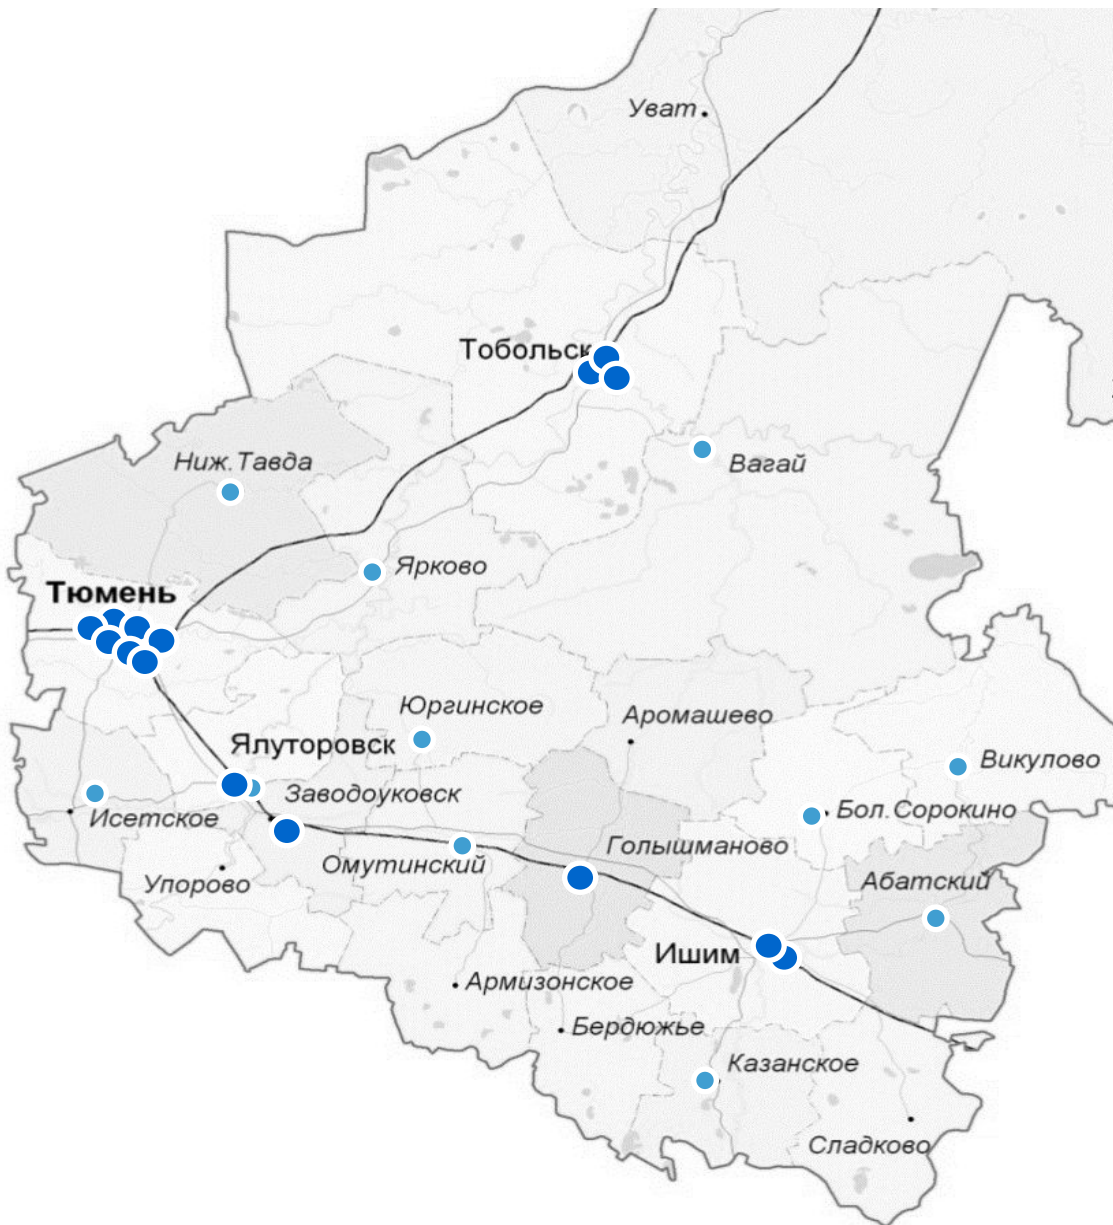 Уват
Тобольск
Ниж.Тавда
Вагай
Ярково
Тюмень
Юргинское
Аромашево
Ялуторовск
Викулово
Заводоуковск
Исетское
Бол.Сорокино
Голышманово
Омутинский
Упорово
Абатский
Ишим
Армизонское
Бердюжье
Казанское
Сладково